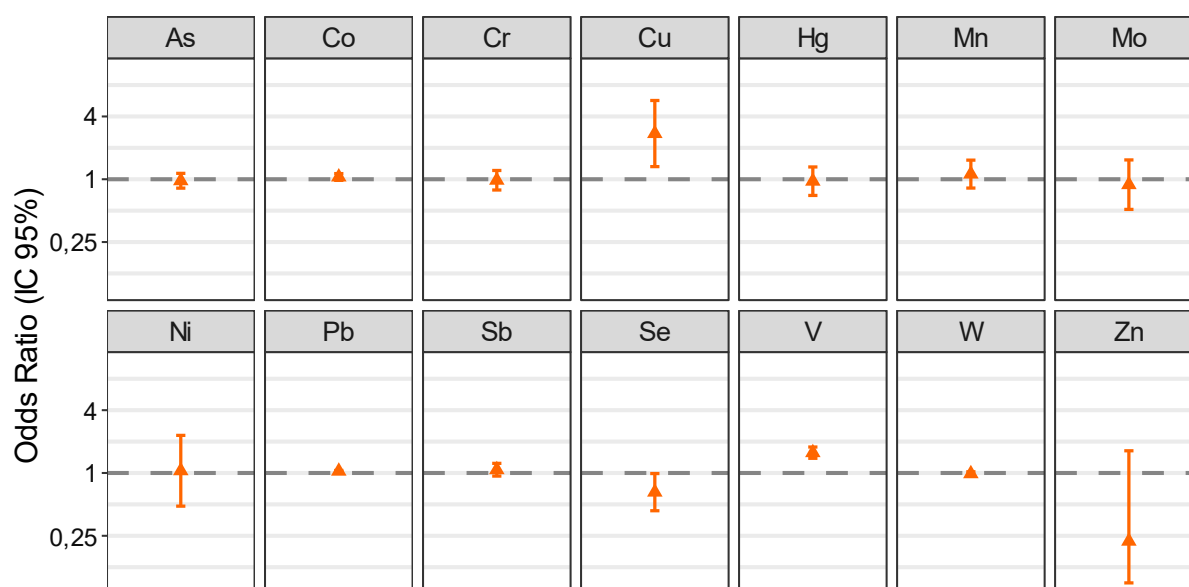 As Co Cr Cu Hg Mn Mo
4
1
0,25
Ni Pb Sb Se V W Zn
4
1
0,25
Odds Ratio (IC 95%)